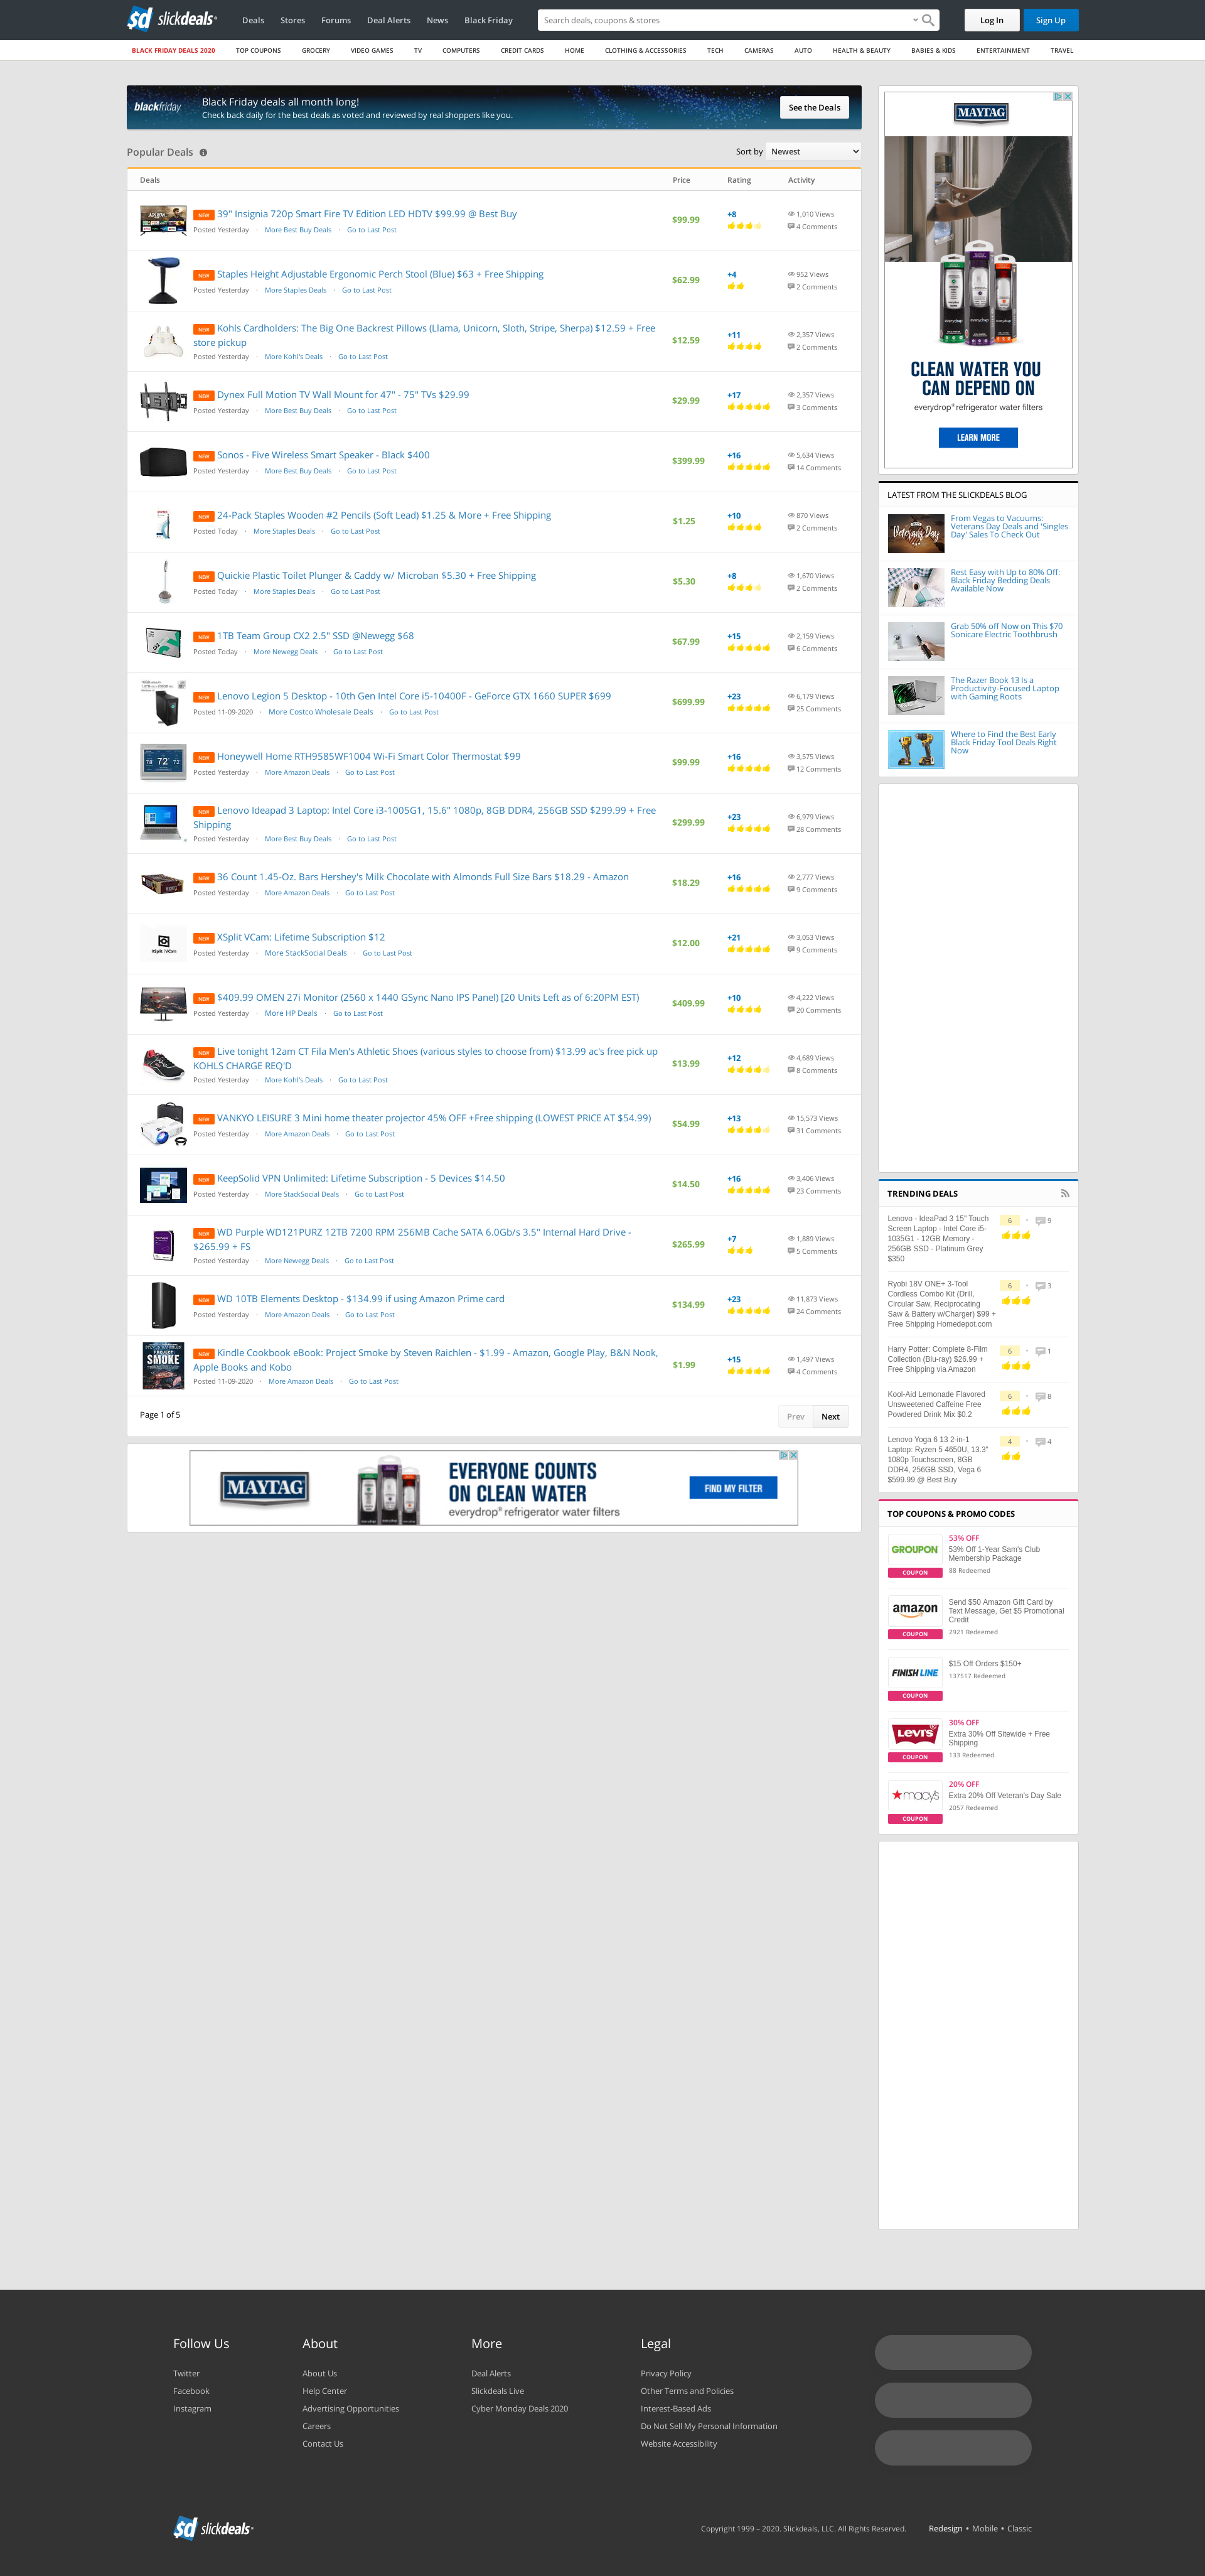 slickdeals
Deals
Stores
Forums
Deal Alerts
News
Black Friday
Search deals, coupons & stores
Log In
Sign Up
BLACK FRIDAY DEALS 2020
TOP COUPONS
GROCERY
VIDEO GAMES
TV
COMPUTERS
CREDIT CARDS
HOME
CLOTHING & ACCESSORIES
TECH
CAMERAS
AUTO
HEALTH & BEAUTY
BABIES & KIDS
ENTERTAINMENT
TRAVEL
blackfriday
Black Friday deals all month long!
Check back daily for the best deals as voted and reviewed by real shoppers like you.
See the Deals
Popular Deals
Sort by Newest
Deals Price Rating Activity
NEW 39" Insignia 720p Smart Fire TV Edition LED HDTV $99.99 @ Best Buy
Posted Yesterday · More Best Buy Deals · Go to Last Post
$99.99
+8
1,010 Views
4 Comments
NEW Staples Height Adjustable Ergonomic Perch Stool (Blue) $63 + Free Shipping
Posted Yesterday · More Staples Deals · Go to Last Post
$62.99
+4
952 Views
2 Comments
NEW Kohls Cardholders: The Big One Backrest Pillows (Llama, Unicorn, Sloth, Stripe, Sherpa) $12.59 + Free
store pickup
Posted Yesterday · More Kohl's Deals · Go to Last Post
$12.59
+11
2,357 Views
2 Comments
NEW Dynex Full Motion TV Wall Mount for 47" - 75" TVs $29.99
Posted Yesterday · More Best Buy Deals · Go to Last Post
$29.99
+17
2,357 Views
3 Comments
NEW Sonos - Five Wireless Smart Speaker - Black $400
Posted Yesterday · More Best Buy Deals · Go to Last Post
$399.99
+16
5,634 Views
14 Comments
NEW 24-Pack Staples Wooden #2 Pencils (Soft Lead) $1.25 & More + Free Shipping
Posted Today · More Staples Deals · Go to Last Post
$1.25
+10
870 Views
2 Comments
NEW Quickie Plastic Toilet Plunger & Caddy w/ Microban $5.30 + Free Shipping
Posted Today · More Staples Deals · Go to Last Post
$5.30
+8
1,670 Views
2 Comments
NEW 1TB Team Group CX2 2.5" SSD @Newegg $68
Posted Today · More Newegg Deals · Go to Last Post
$67.99
+15
2,159 Views
6 Comments
NEW Lenovo Legion 5 Desktop - 10th Gen Intel Core i5-10400F - GeForce GTX 1660 SUPER $699
Posted 11-09-2020 · More Costco Wholesale Deals · Go to Last Post
$699.99
+23
6,179 Views
25 Comments
NEW Honeywell Home RTH9585WF1004 Wi-Fi Smart Color Thermostat $99
Posted Yesterday · More Amazon Deals · Go to Last Post
$99.99
+16
3,575 Views
12 Comments
NEW Lenovo Ideapad 3 Laptop: Intel Core i3-1005G1, 15.6" 1080p, 8GB DDR4, 256GB SSD $299.99 + Free
Shipping
Posted Yesterday · More Best Buy Deals · Go to Last Post
$299.99
+23
6,979 Views
28 Comments
NEW 36 Count 1.45-Oz. Bars Hershey's Milk Chocolate with Almonds Full Size Bars $18.29 - Amazon
Posted Yesterday · More Amazon Deals · Go to Last Post
$18.29
+16
2,777 Views
9 Comments
NEW XSplit VCam: Lifetime Subscription $12
Posted Yesterday · More StackSocial Deals · Go to Last Post
$12.00
+21
3,053 Views
9 Comments
NEW $409.99 OMEN 27i Monitor (2560 x 1440 GSync Nano IPS Panel) [20 Units Left as of 6:20PM EST)
Posted Yesterday · More HP Deals · Go to Last Post
$409.99
+10
4,222 Views
20 Comments
NEW Live tonight 12am CT Fila Men's Athletic Shoes (various styles to choose from) $13.99 ac's free pick up
KOHLS CHARGE REQ'D
Posted Yesterday · More Kohl's Deals · Go to Last Post
$13.99
+12
4,689 Views
8 Comments
NEW VANKYO LEISURE 3 Mini home theater projector 45% OFF +Free shipping (LOWEST PRICE AT $54.99)
Posted Yesterday · More Amazon Deals · Go to Last Post
$54.99
+13
15,573 Views
31 Comments
NEW KeepSolid VPN Unlimited: Lifetime Subscription - 5 Devices $14.50
Posted Yesterday · More StackSocial Deals · Go to Last Post
$14.50
+16
3,406 Views
23 Comments
NEW WD Purple WD121PURZ 12TB 7200 RPM 256MB Cache SATA 6.0Gb/s 3.5" Internal Hard Drive -
$265.99 + FS
Posted Yesterday · More Newegg Deals · Go to Last Post
$265.99
+7
1,889 Views
5 Comments
NEW WD 10TB Elements Desktop - $134.99 if using Amazon Prime card
Posted Yesterday · More Amazon Deals · Go to Last Post
$134.99
+23
11,873 Views
24 Comments
NEW Kindle Cookbook eBook: Project Smoke by Steven Raichlen - $1.99 - Amazon, Google Play, B&N Nook,
Apple Books and Kobo
Posted 11-09-2020 · More Amazon Deals · Go to Last Post
$1.99
+15
1,497 Views
4 Comments
Page 1 of 5
Prev
Next
MAYTAG
EVERYONE COUNTS
ON CLEAN WATER
everydrop® refrigerator water filters
FIND MY FILTER
MAYTAG
CLEAN WATER YOU
CAN DEPEND ON
everydrop® refrigerator water filters
LEARN MORE
LATEST FROM THE SLICKDEALS BLOG
From Vegas to Vacuums:
Veterans Day Deals and 'Singles
Day' Sales To Check Out
Rest Easy with Up to 80% Off:
Black Friday Bedding Deals
Available Now
Grab 50% off Now on This $70
Sonicare Electric Toothbrush
The Razer Book 13 Is a
Productivity-Focused Laptop
with Gaming Roots
Where to Find the Best Early
Black Friday Tool Deals Right
Now
TRENDING DEALS
Lenovo - IdeaPad 3 15" Touch
Screen Laptop - Intel Core i5-
1035G1 - 12GB Memory -
256GB SSD - Platinum Grey
$350
6 · 9
Ryobi 18V ONE+ 3-Tool
Cordless Combo Kit (Drill,
Circular Saw, Reciprocating
Saw & Battery w/Charger) $99 +
Free Shipping Homedepot.com
6 · 3
Harry Potter: Complete 8-Film
Collection (Blu-ray) $26.99 +
Free Shipping via Amazon
6 · 1
Kool-Aid Lemonade Flavored
Unsweetened Caffeine Free
Powdered Drink Mix $0.2
6 · 8
Lenovo Yoga 6 13 2-in-1
Laptop: Ryzen 5 4650U, 13.3"
1080p Touchscreen, 8GB
DDR4, 256GB SSD, Vega 6
$599.99 @ Best Buy
4 · 4
TOP COUPONS & PROMO CODES
GROUPON
COUPON
53% OFF
53% Off 1-Year Sam's Club
Membership Package
88 Redeemed
amazon
COUPON
Send $50 Amazon Gift Card by
Text Message, Get $5 Promotional
Credit
2921 Redeemed
FINISH LINE
COUPON
$15 Off Orders $150+
137517 Redeemed
LEVI'S
COUPON
30% OFF
Extra 30% Off Sitewide + Free
Shipping
133 Redeemed
macy's
COUPON
20% OFF
Extra 20% Off Veteran's Day Sale
2057 Redeemed
Follow Us
Twitter
Facebook
Instagram
About
About Us
Help Center
Advertising Opportunities
Careers
Contact Us
More
Deal Alerts
Slickdeals Live
Cyber Monday Deals 2020
Legal
Privacy Policy
Other Terms and Policies
Interest-Based Ads
Do Not Sell My Personal Information
Website Accessibility
slickdeals
Copyright 1999 – 2020. Slickdeals, LLC. All Rights Reserved.
Redesign • Mobile • Classic